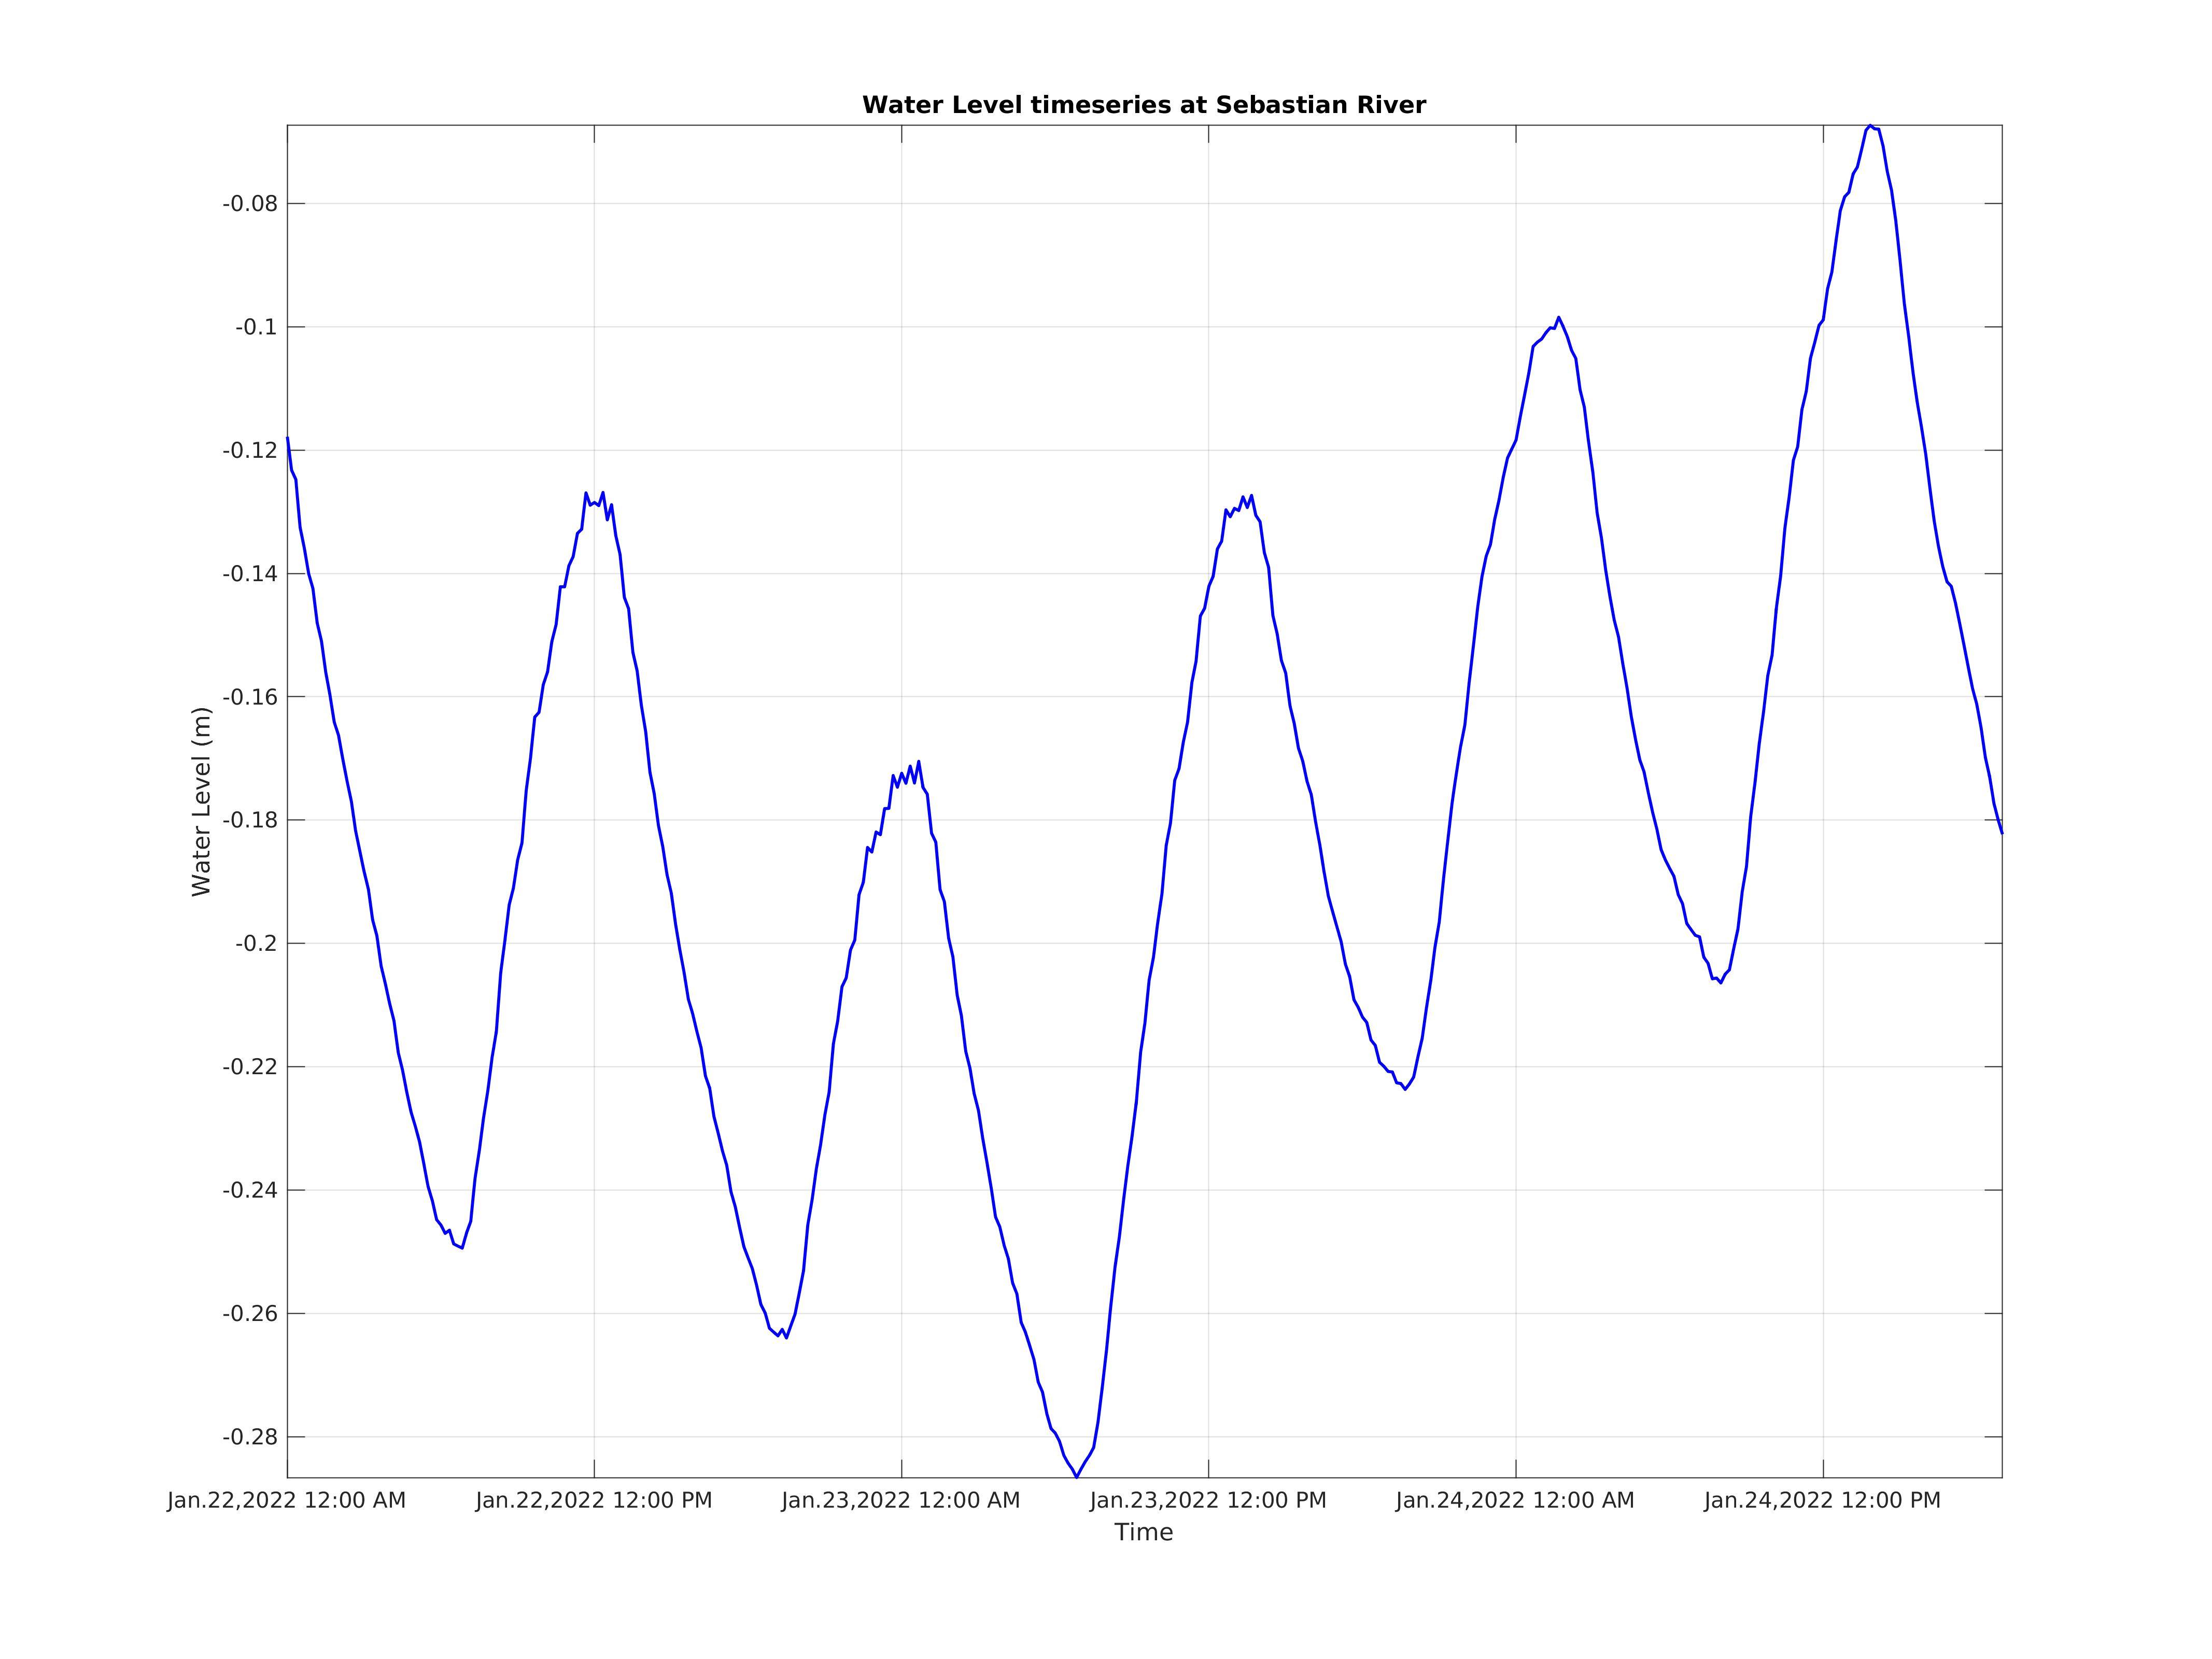 Water Level timeseries at Sebastian River
-0.08
-0.1
-0.12
-0.14
-0.16
-0.18
-0.2
-0.22
-0.24
-0.26
-0.28
Water Level (m)
Jan.22,2022 12:00 AM
Jan.22,2022 12:00 PM
Jan.23,2022 12:00 AM
Jan.23,2022 12:00 PM
Jan.24,2022 12:00 AM
Jan.24,2022 12:00 PM
Time